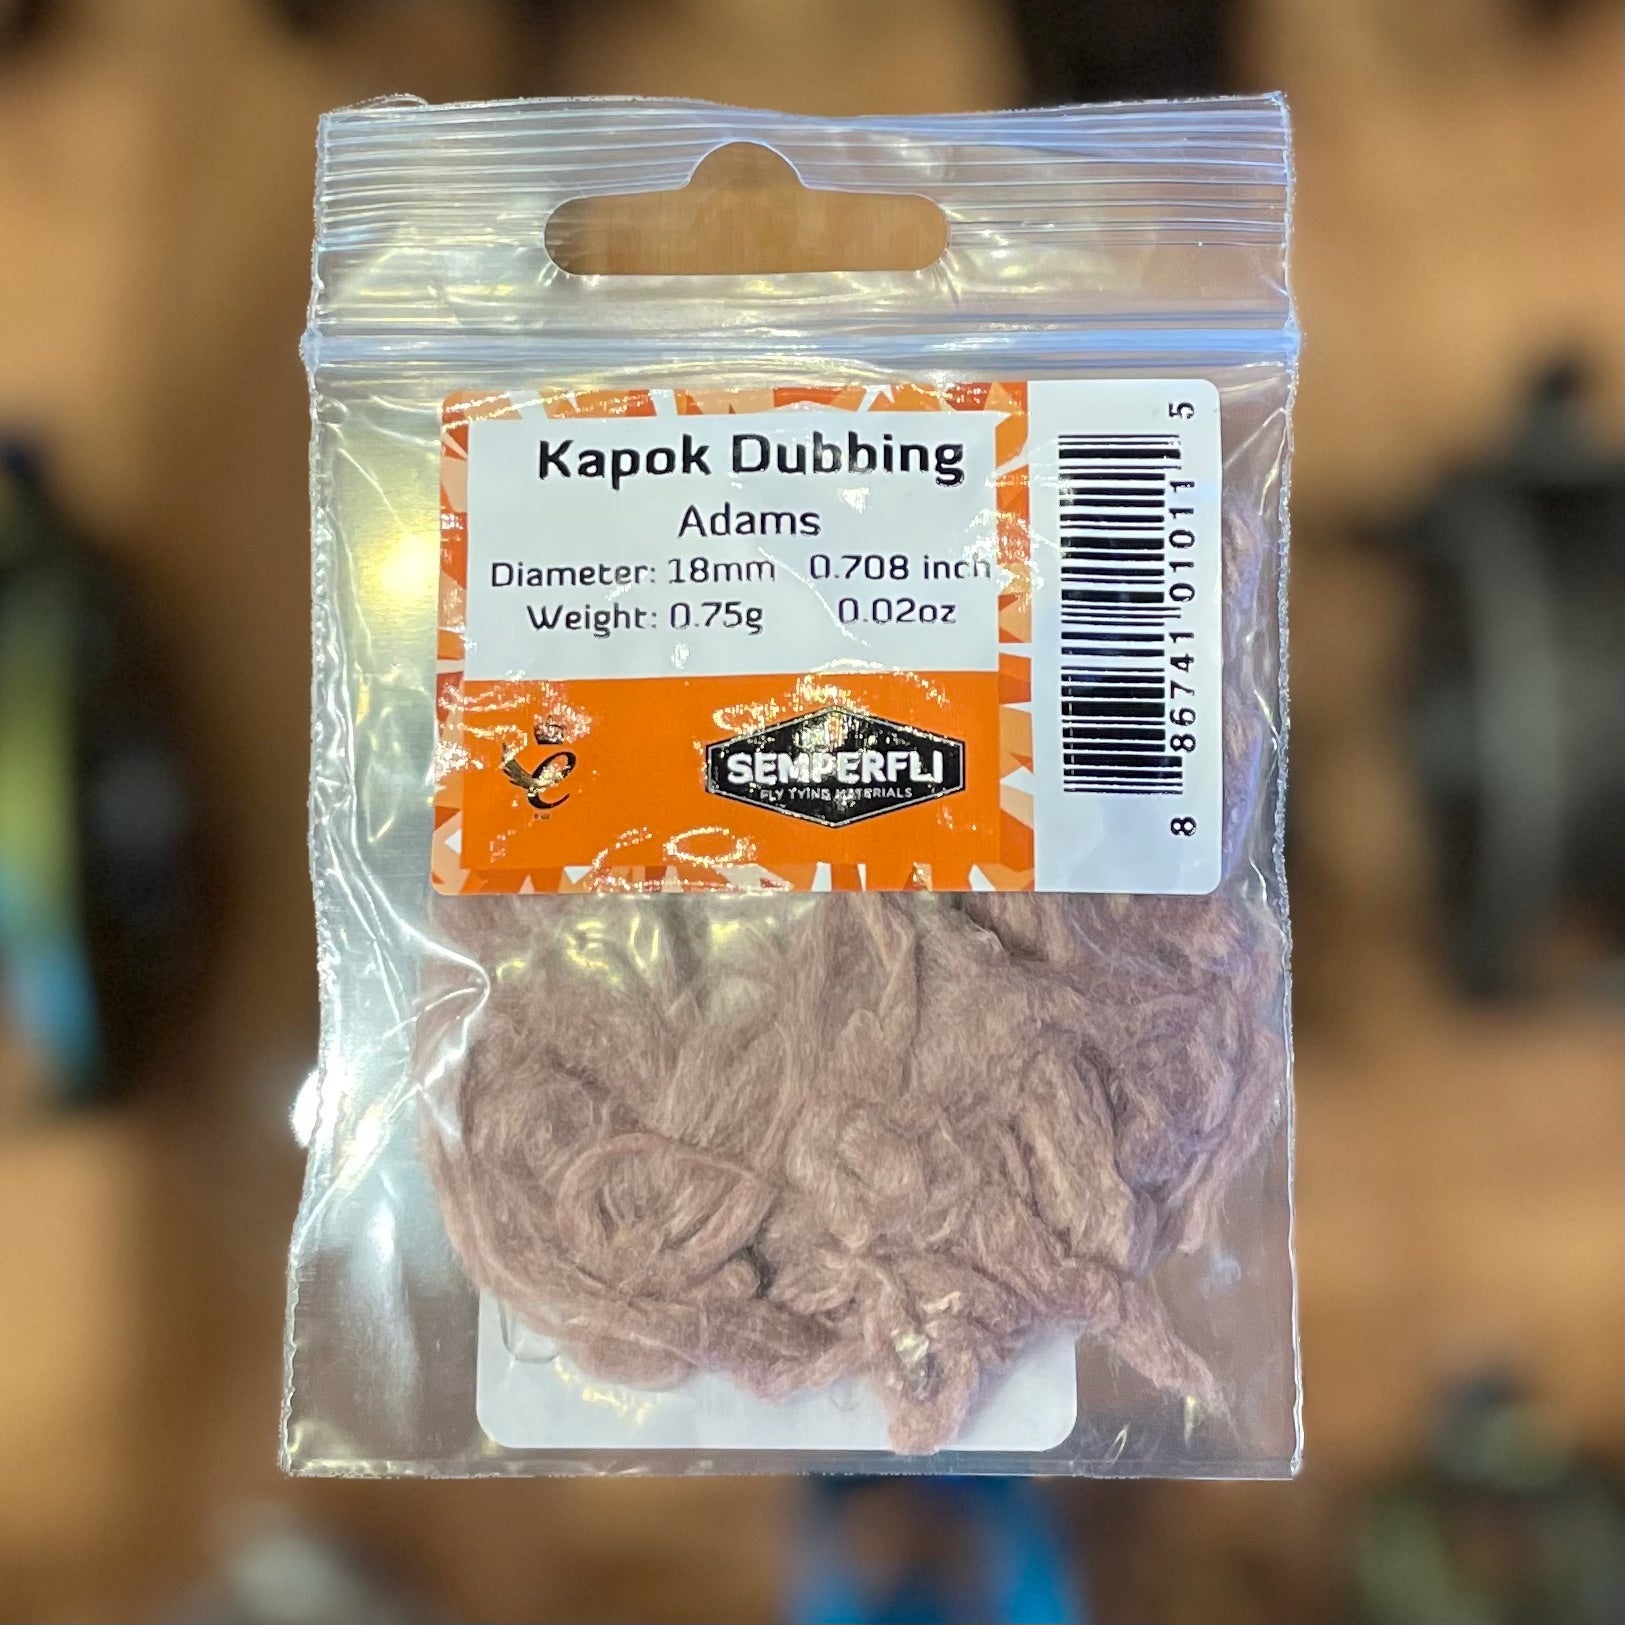 Kapok Dubbing
Adams
Diameter: 18mm 0.708 inch
Weight: 0.75g 0.02oz
SEMPERFLI
FLY TYING MATERIALS
8 86741 01011 5